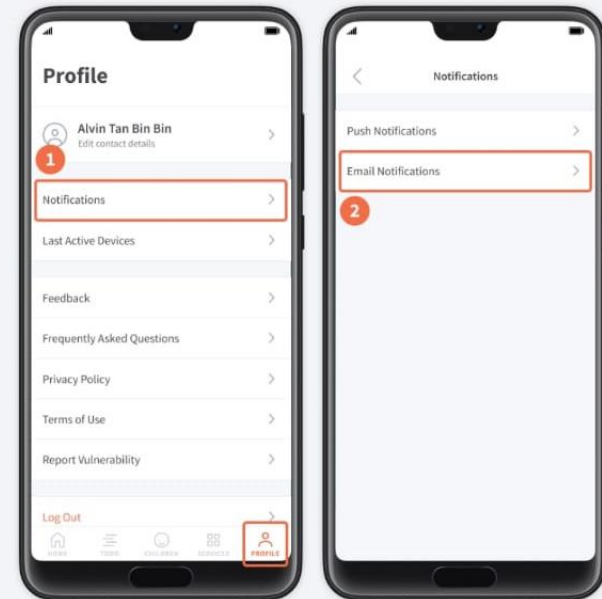 Profile
Alvin Tan Bin Bin
Edit contact details
1
Notifications
Last Active Devices
Feedback
Frequently Asked Questions
Privacy Policy
Terms of Use
Report Vulnerability
Log Out
HOME TODO CHILDREN SERVICES PROFILE
Notifications
Push Notifications
Email Notifications
2